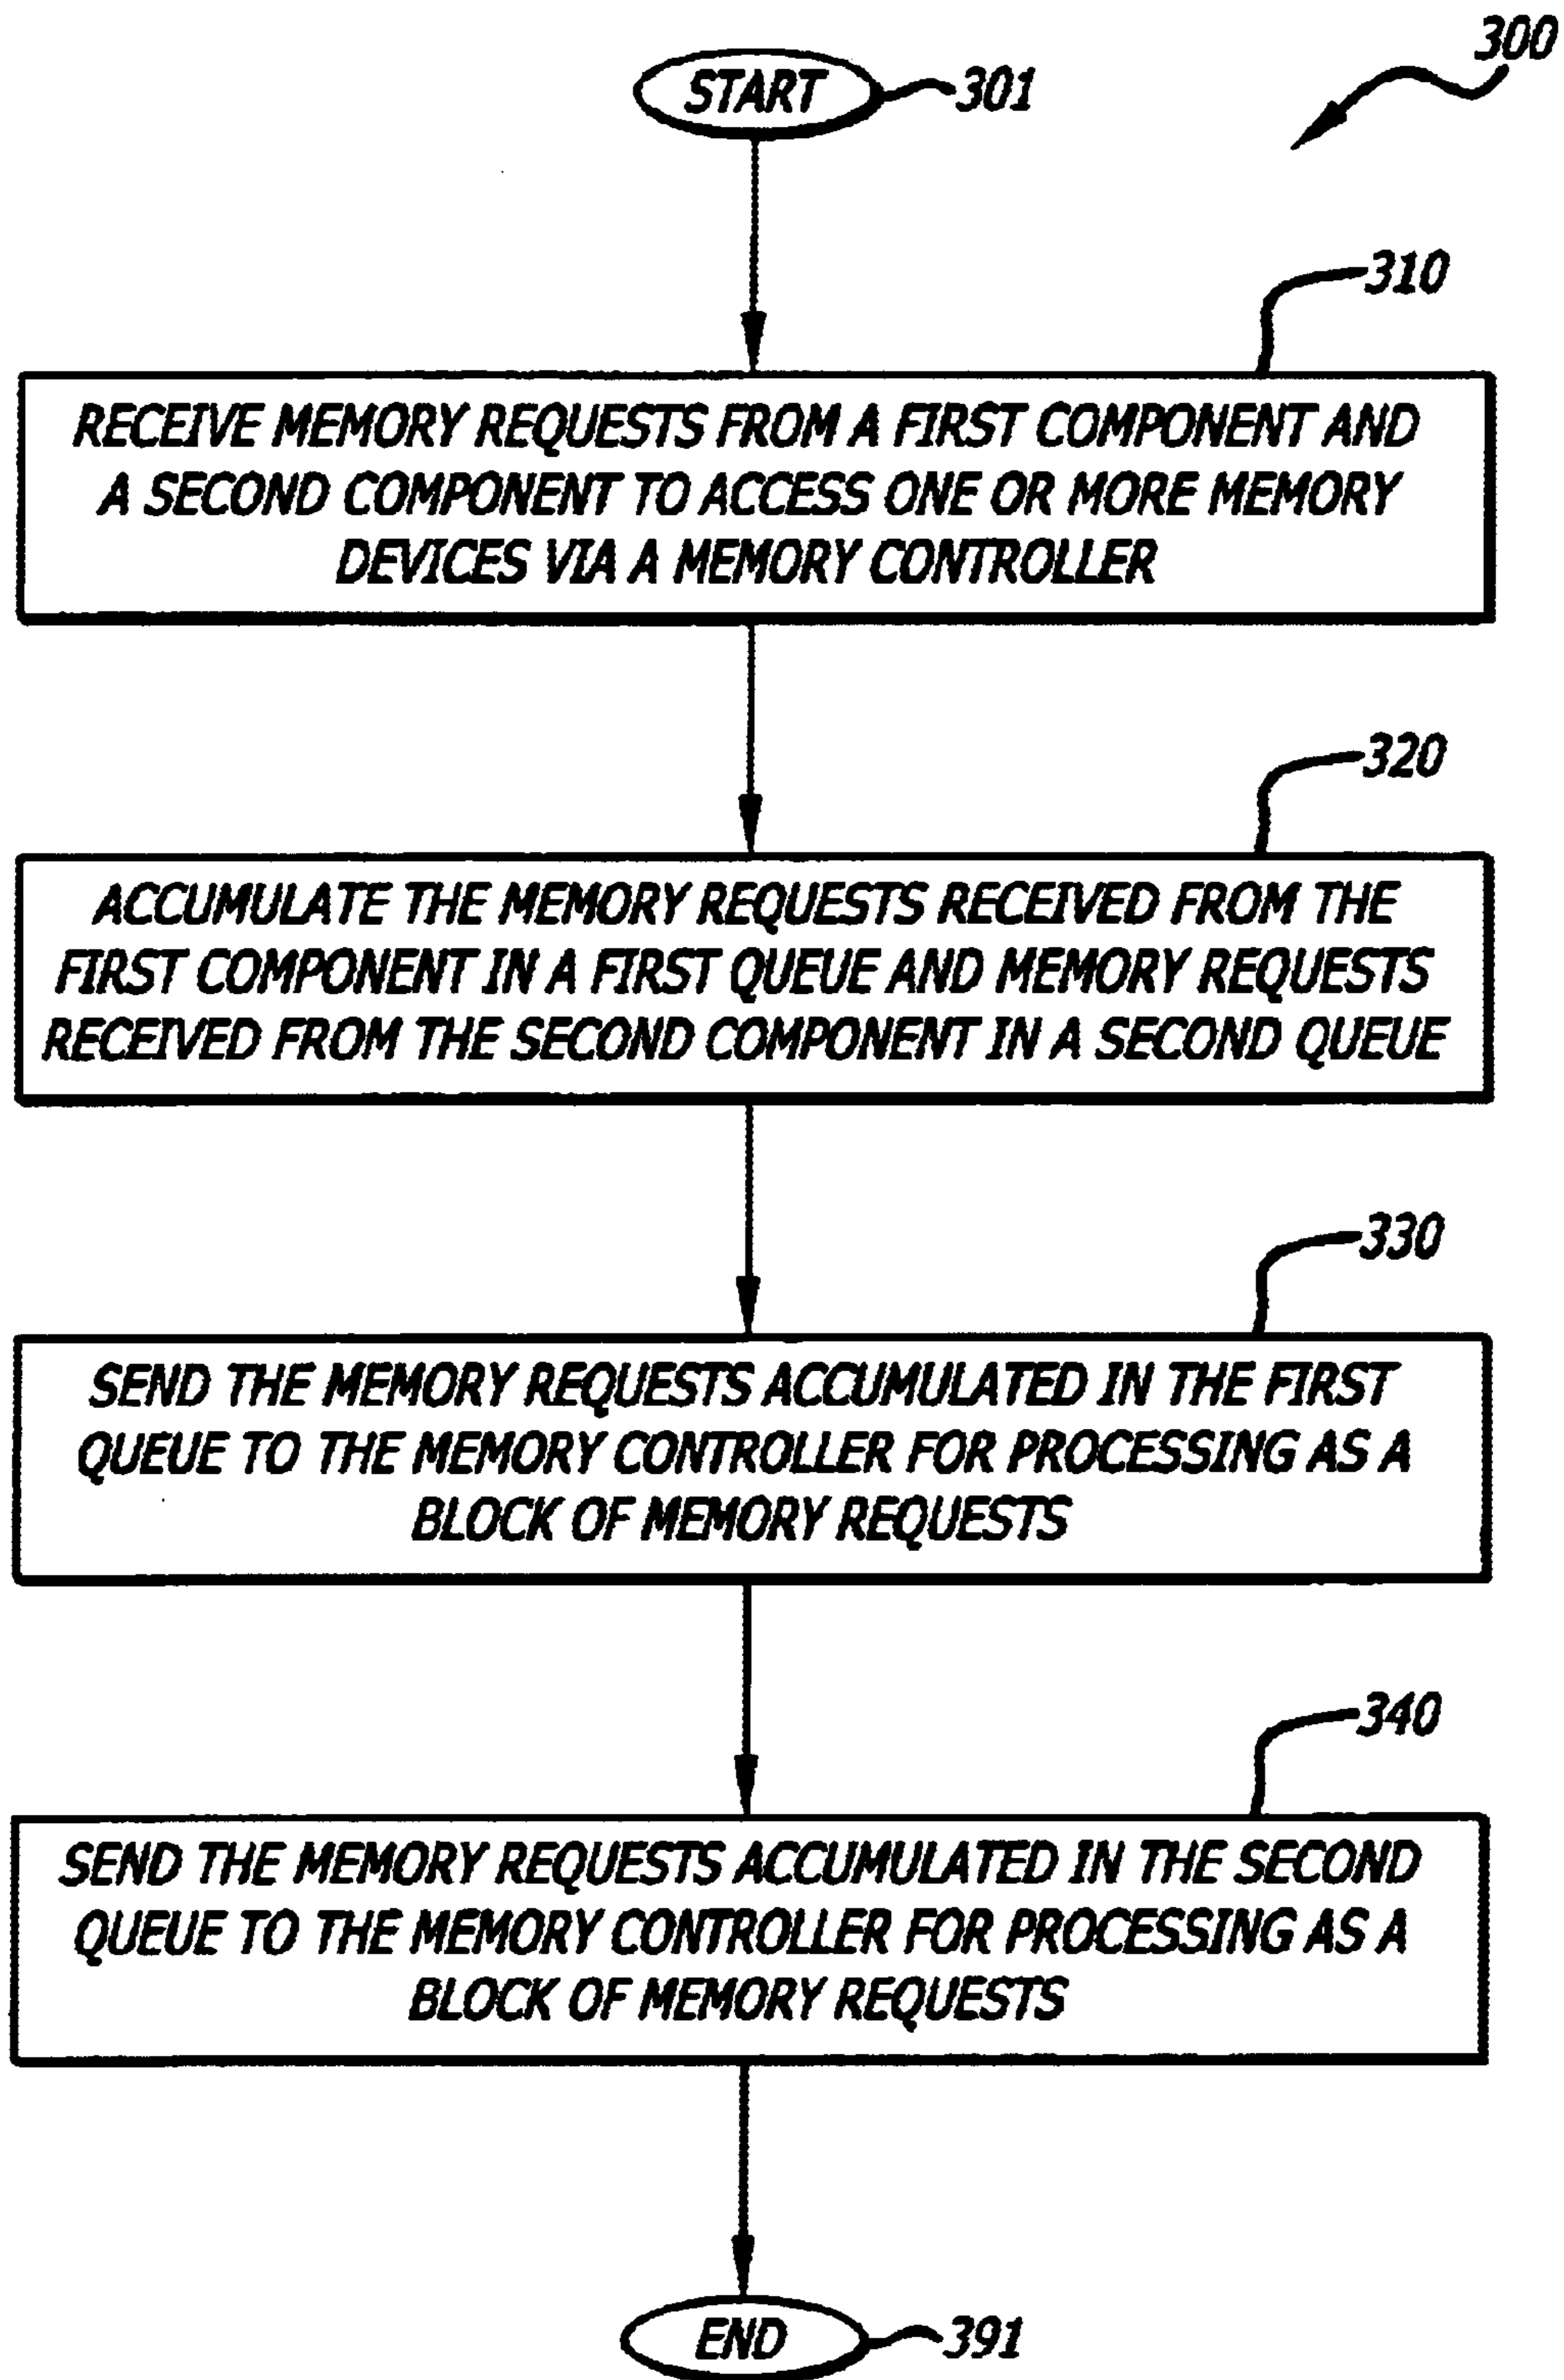 300
START
301
310
RECEIVE MEMORY REQUESTS FROM A FIRST COMPONENT AND
A SECOND COMPONENT TO ACCESS ONE OR MORE MEMORY
DEVICES VIA A MEMORY CONTROLLER
320
ACCUMULATE THE MEMORY REQUESTS RECEIVED FROM THE
FIRST COMPONENT IN A FIRST QUEUE AND MEMORY REQUESTS
RECEIVED FROM THE SECOND COMPONENT IN A SECOND QUEUE
330
SEND THE MEMORY REQUESTS ACCUMULATED IN THE FIRST
QUEUE TO THE MEMORY CONTROLLER FOR PROCESSING AS A
BLOCK OF MEMORY REQUESTS
340
SEND THE MEMORY REQUESTS ACCUMULATED IN THE SECOND
QUEUE TO THE MEMORY CONTROLLER FOR PROCESSING AS A
BLOCK OF MEMORY REQUESTS
END
391